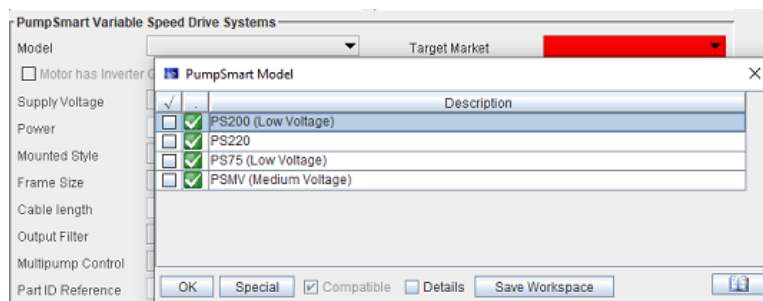 PumpSmart Variable Speed Drive Systems
Model
Target Market
Motor has Inverter
PumpSmart Model
Supply Voltage
√ . Description
PS200 (Low Voltage)
Power
PS220
Mounted Style
PS75 (Low Voltage)
Frame Size
PSMV (Medium Voltage)
Cable length
Output Filter
Multipump Control
Part ID Reference
OK Special Compatible Details Save Workspace